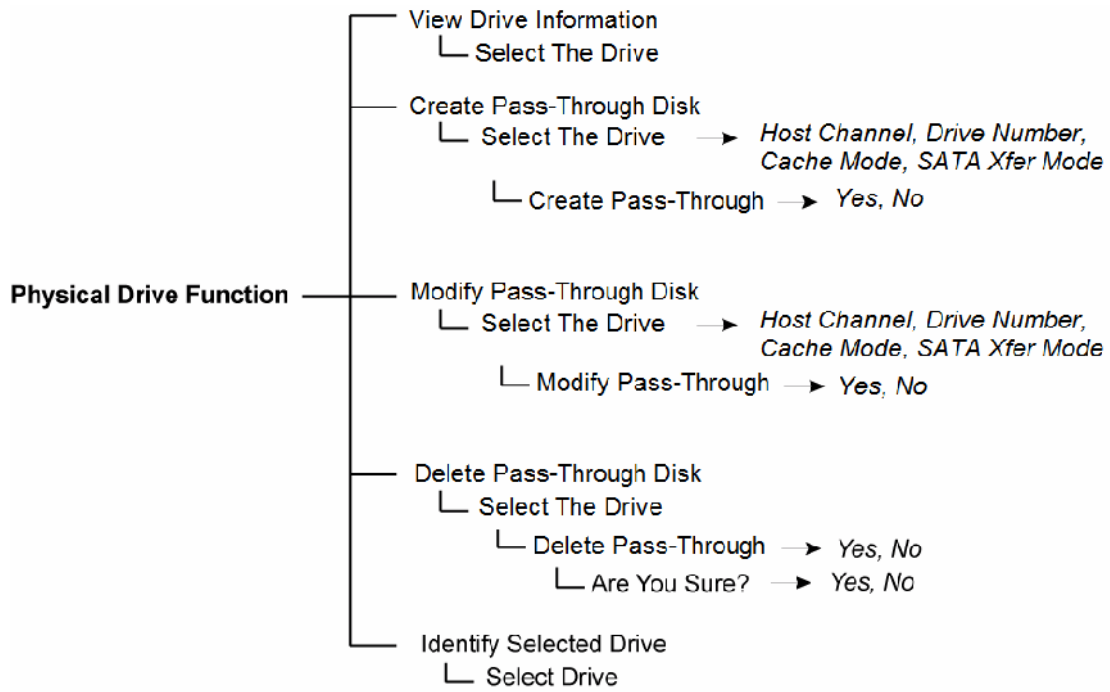 View Drive Information
Select The Drive
Create Pass-Through Disk
Select The Drive
Host Channel, Drive Number,
Cache Mode, SATA Xfer Mode
Create Pass-Through
Yes, No
Physical Drive Function
Modify Pass-Through Disk
Select The Drive
Host Channel, Drive Number,
Cache Mode, SATA Xfer Mode
Modify Pass-Through
Yes, No
Delete Pass-Through Disk
Select The Drive
Delete Pass-Through
Yes, No
Are You Sure?
Yes, No
Identify Selected Drive
Select Drive